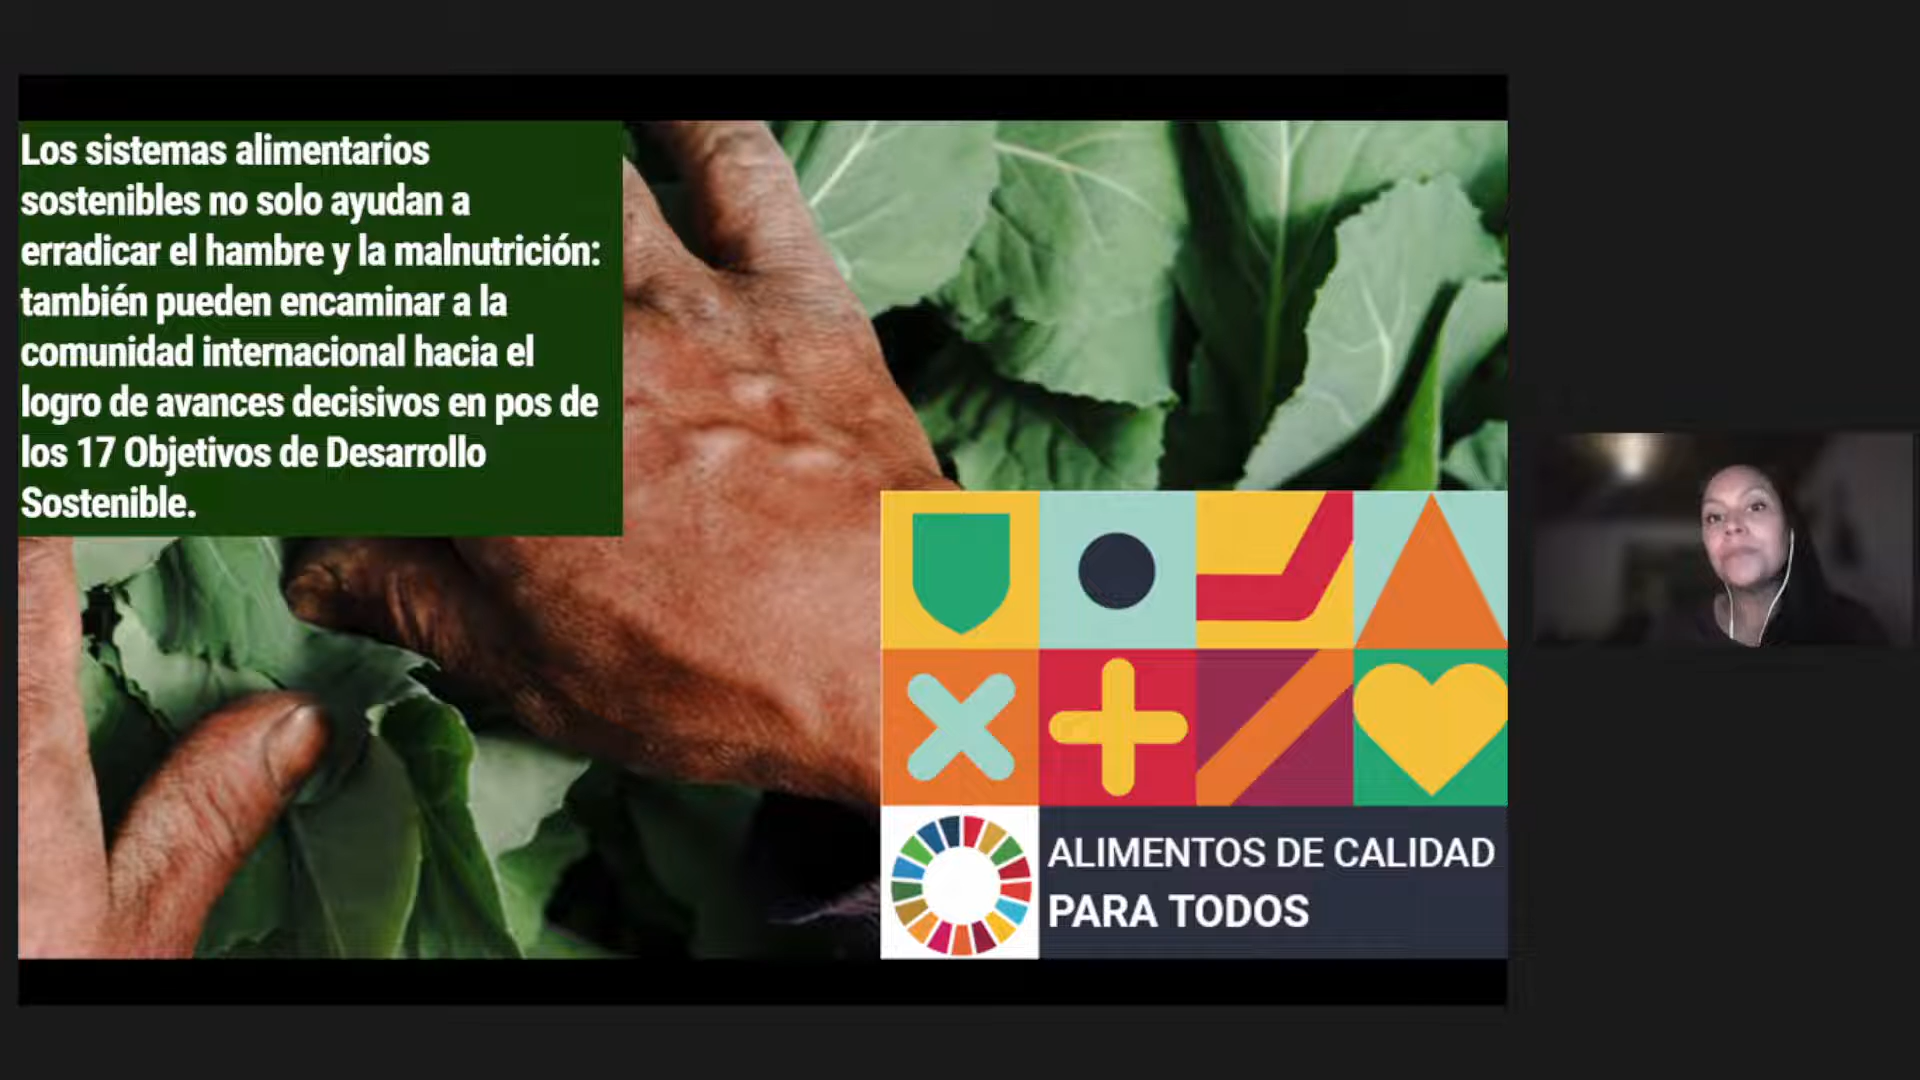 Los sistemas alimentarios
sostenibles no solo ayudan a
erradicar el hambre y la malnutrición:
también pueden encaminar a la
comunidad internacional hacia el
logro de avances decisivos en pos de
los 17 Objetivos de Desarrollo
Sostenible.
ALIMENTOS DE CALIDAD
PARA TODOS